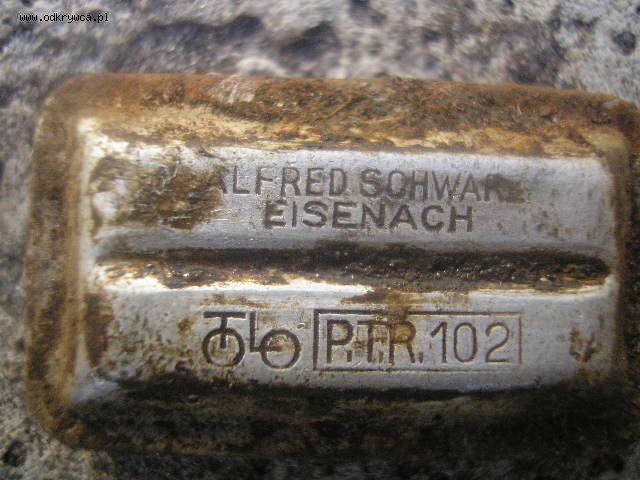 www.odkrywca.pl
ALFRED SCHWAR
EISENACH
P.T.R. 102